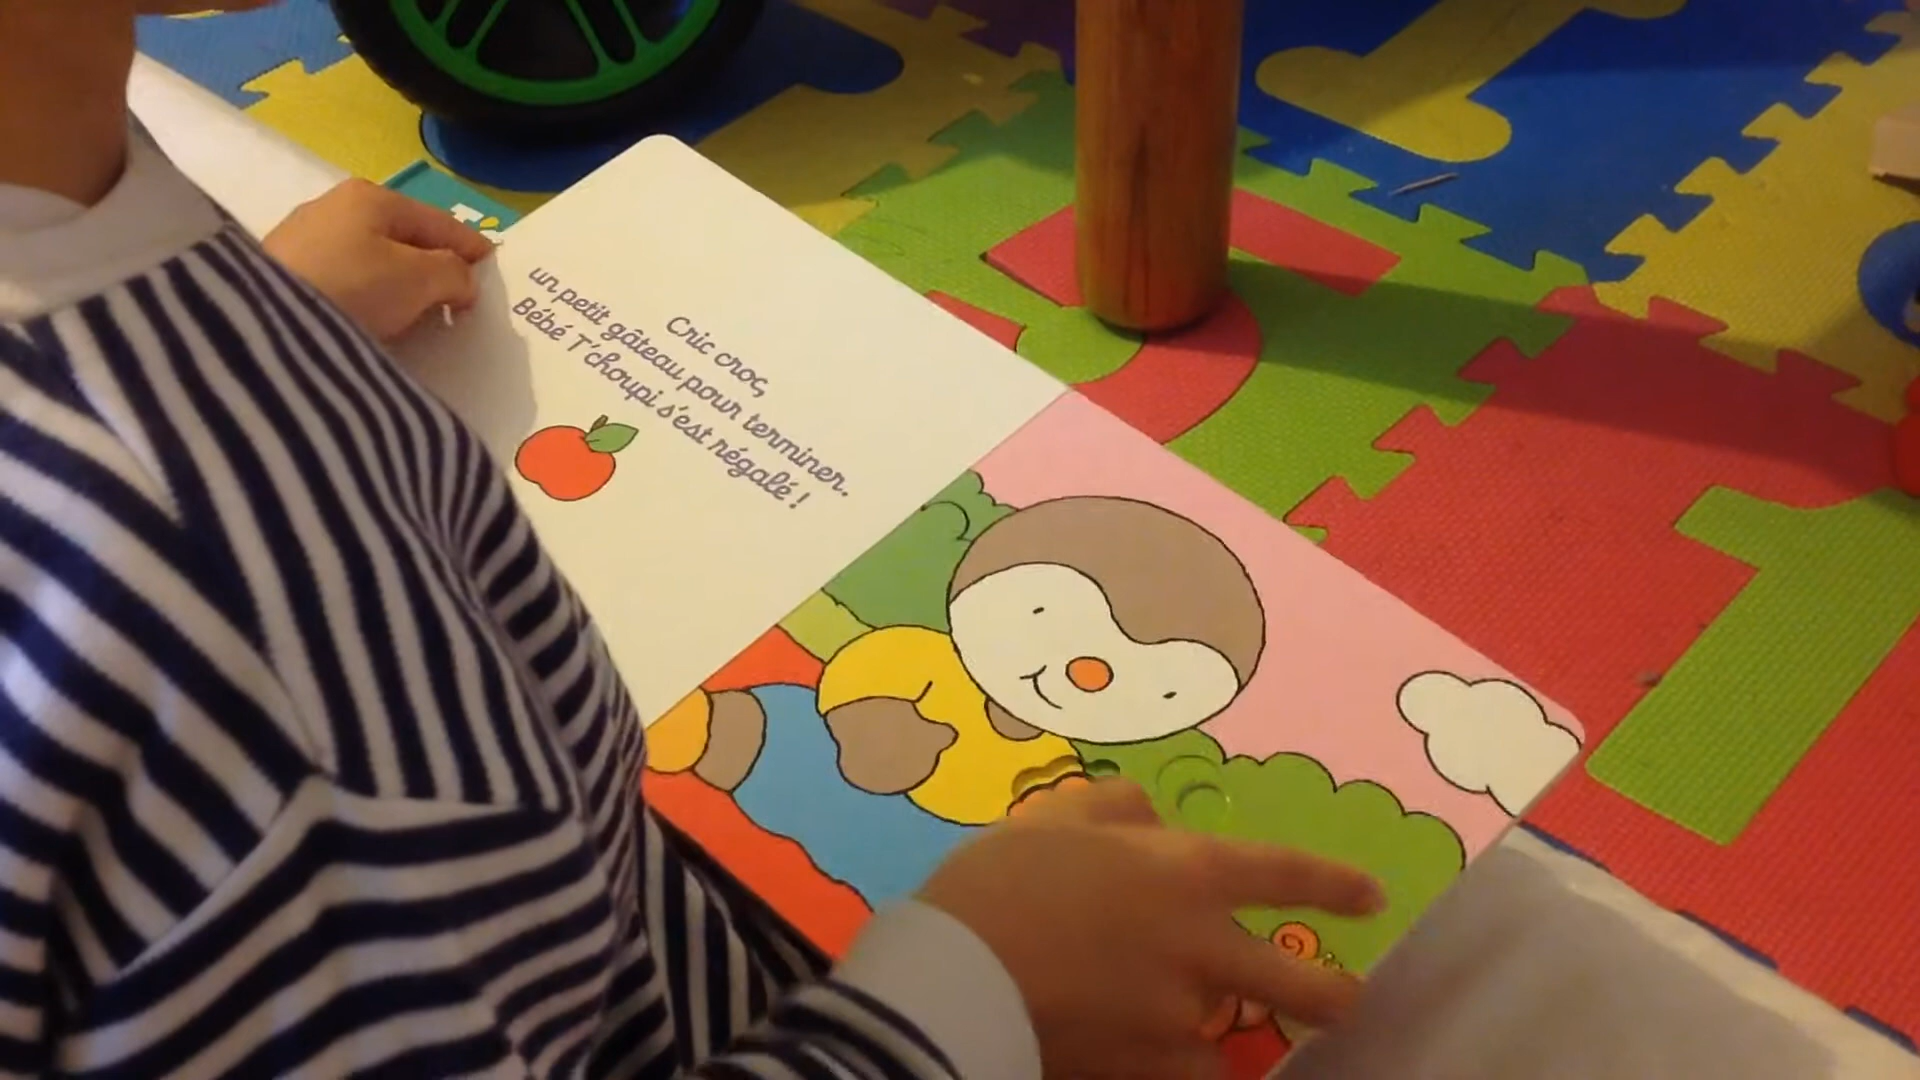 Cric croc,
un petit gâteau pour terminer.
Bébé T'choupi s'est régalé !